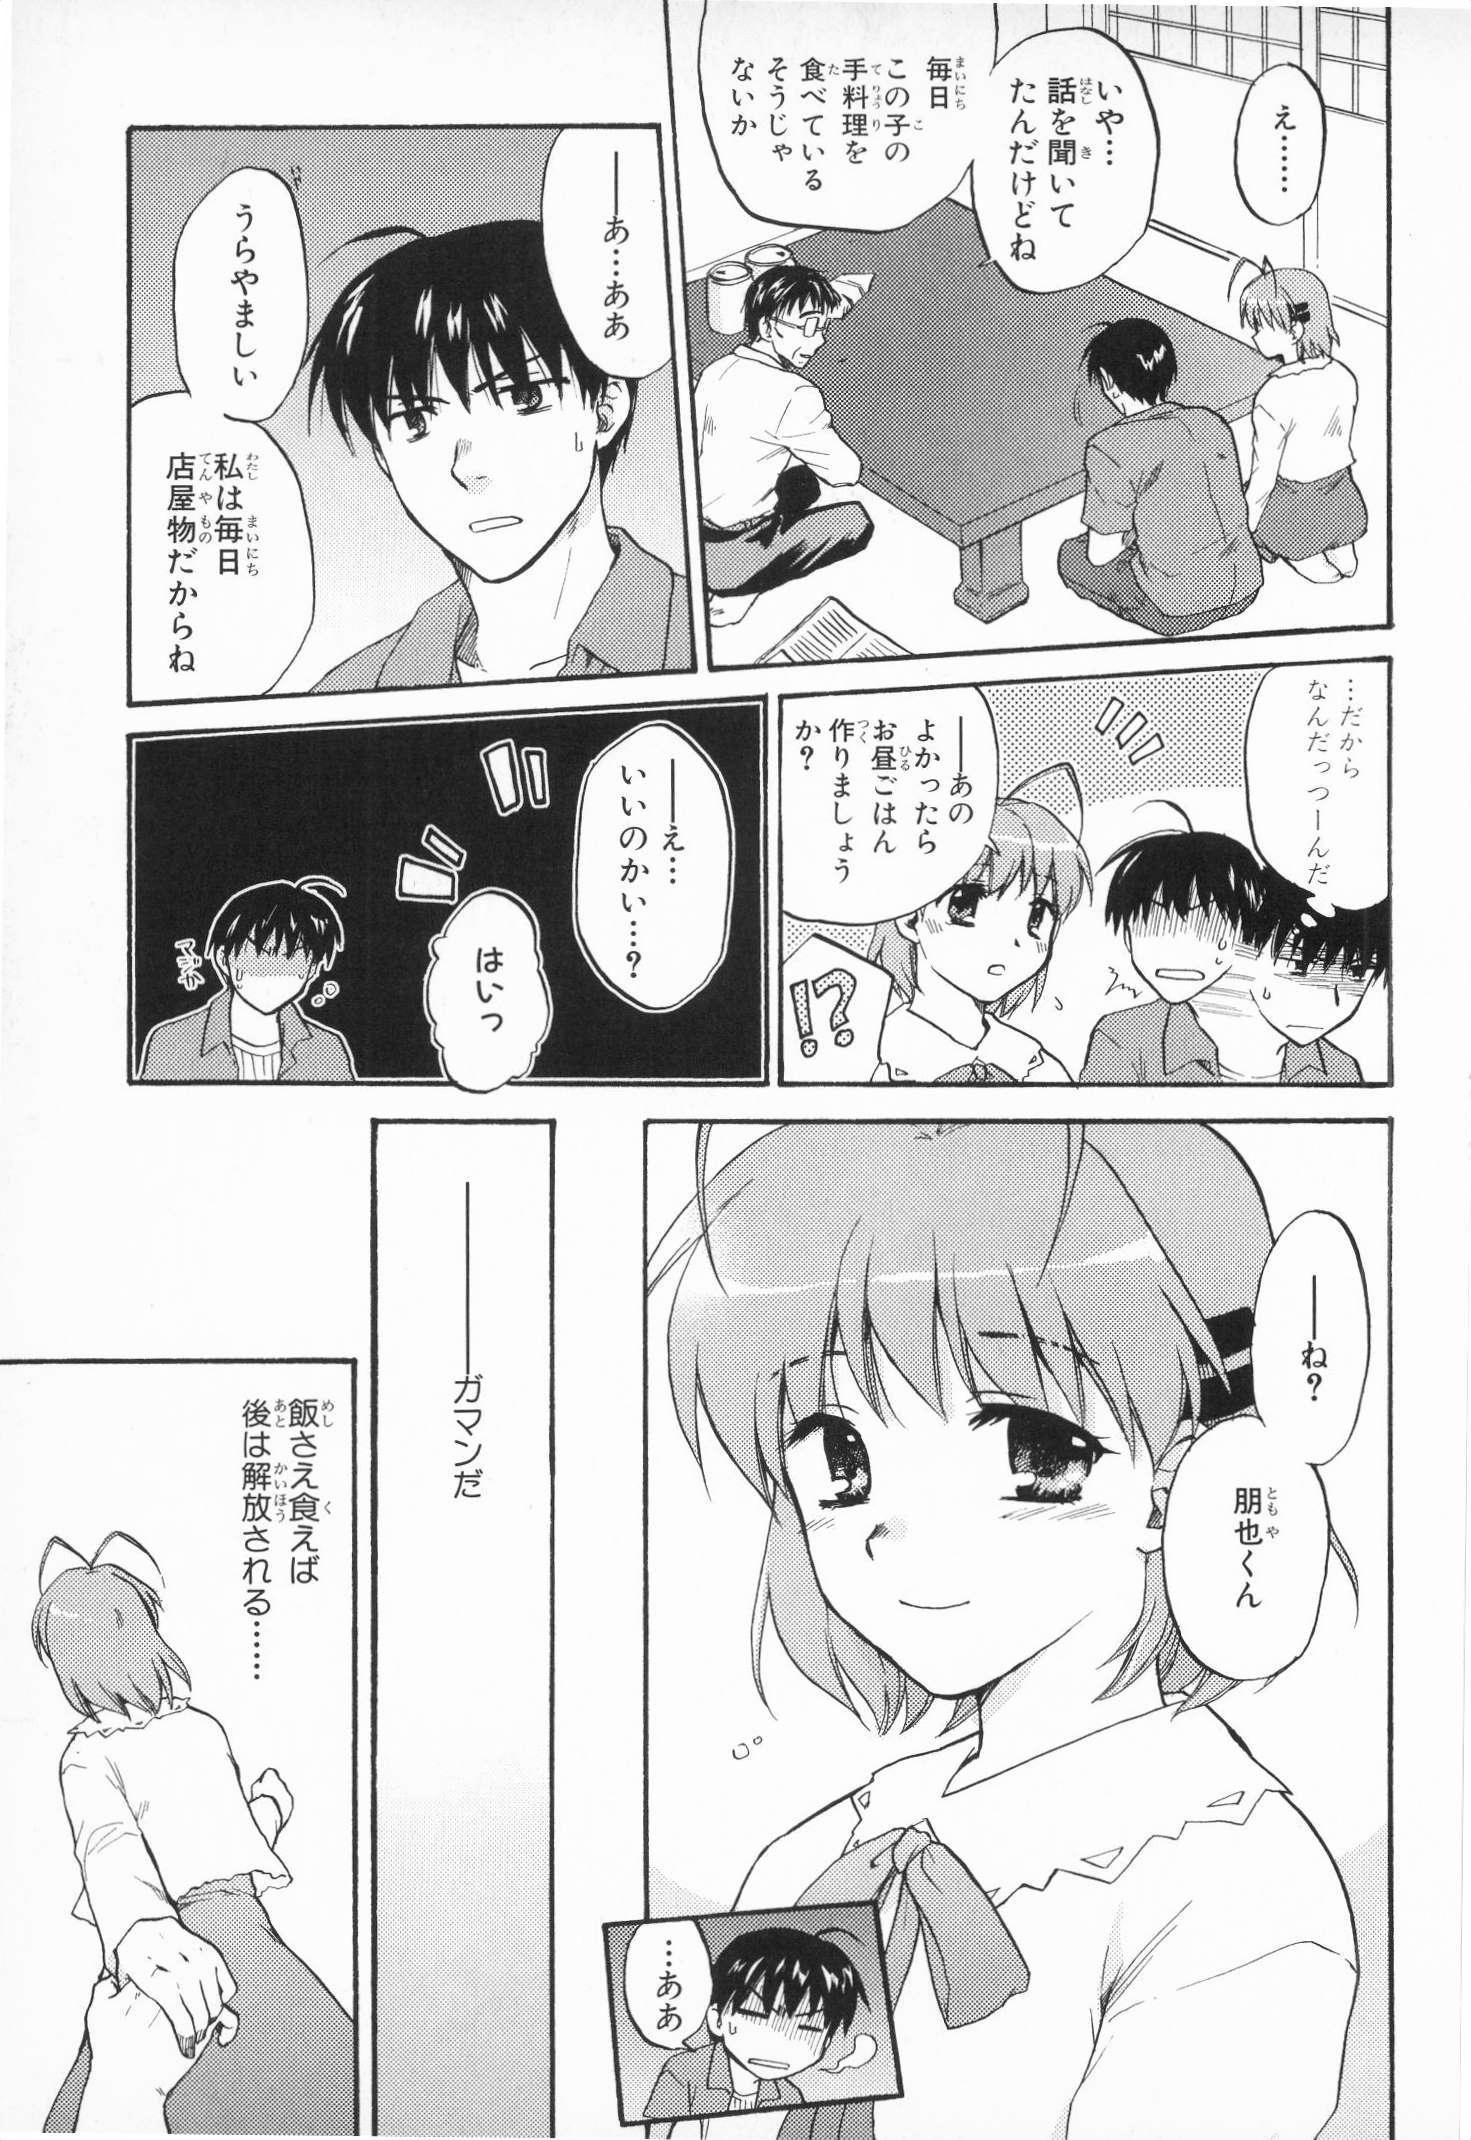 え……
いや…
話を聞いて
たんだけどね
毎日
この子の
手料理を
食べている
そうじゃ
ないか
――あ…ああ
うらやましい
私は毎日
店屋物だからね
…だから
なんだっつーんだ
――あの
よかったら
お昼ごはん
作りましょう
か?
!?
――え…
いいのかい…?
はいっ
マジか
――ね?
朋也くん
…ああ
――ガマンだ
飯さえ食えば
後は解放される……